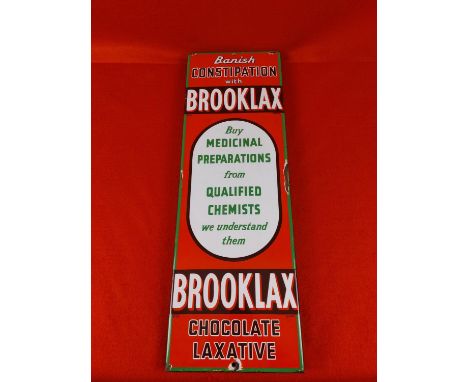 Banish
CONSTIPATION
with
BROOKLAX
Buy
MEDICINAL
PREPARATIONS
from
QUALIFIED
CHEMISTS
we understand
them
BROOKLAX
CHOCOLATE
LAXATIVE